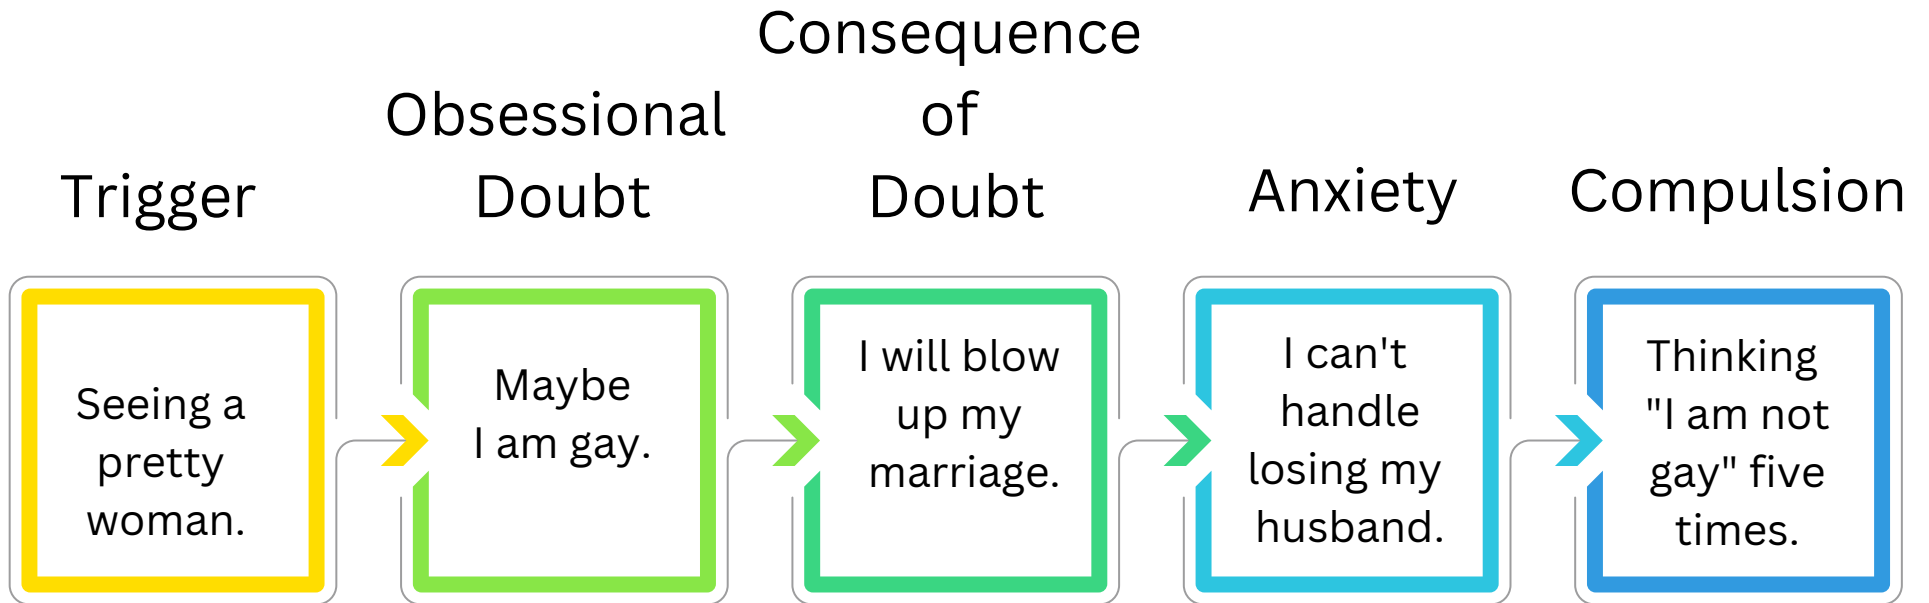 Trigger
Obsessional
Doubt
Consequence
of
Doubt
Anxiety
Compulsion
Seeing a
pretty
woman.
Maybe
I am gay.
I will blow
up my
marriage.
I can't
handle
losing my
husband.
Thinking
"I am not
gay" five
times.